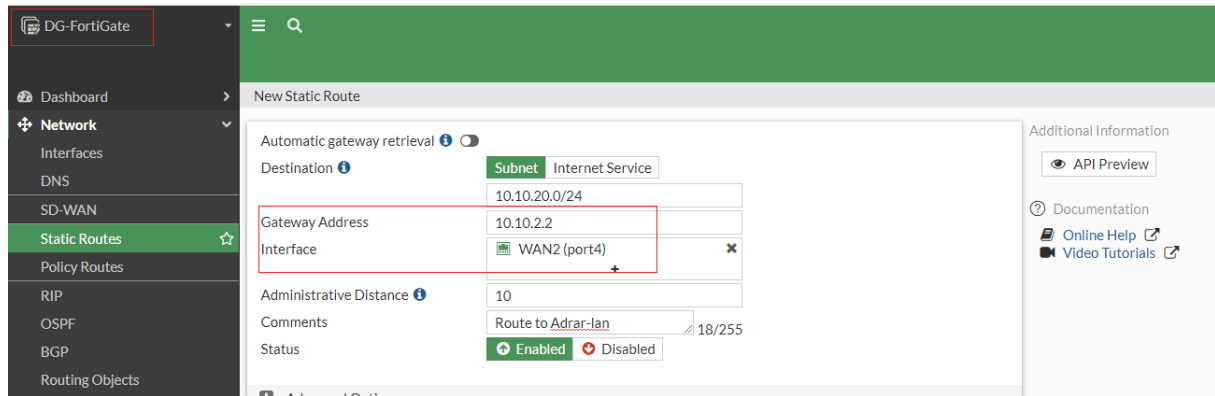 DG-FortiGate
Dashboard
Network
Interfaces
DNS
SD-WAN
Static Routes
Policy Routes
RIP
OSPF
BGP
Routing Objects
New Static Route
Automatic gateway retrieval
Destination Subnet Internet Service
10.10.20.0/24
Gateway Address 10.10.2.2
Interface WAN2 (port4)
Administrative Distance 10
Comments Route to Adrar-lan 18/255
Status Enabled Disabled
Additional Information
API Preview
Documentation
Online Help
Video Tutorials